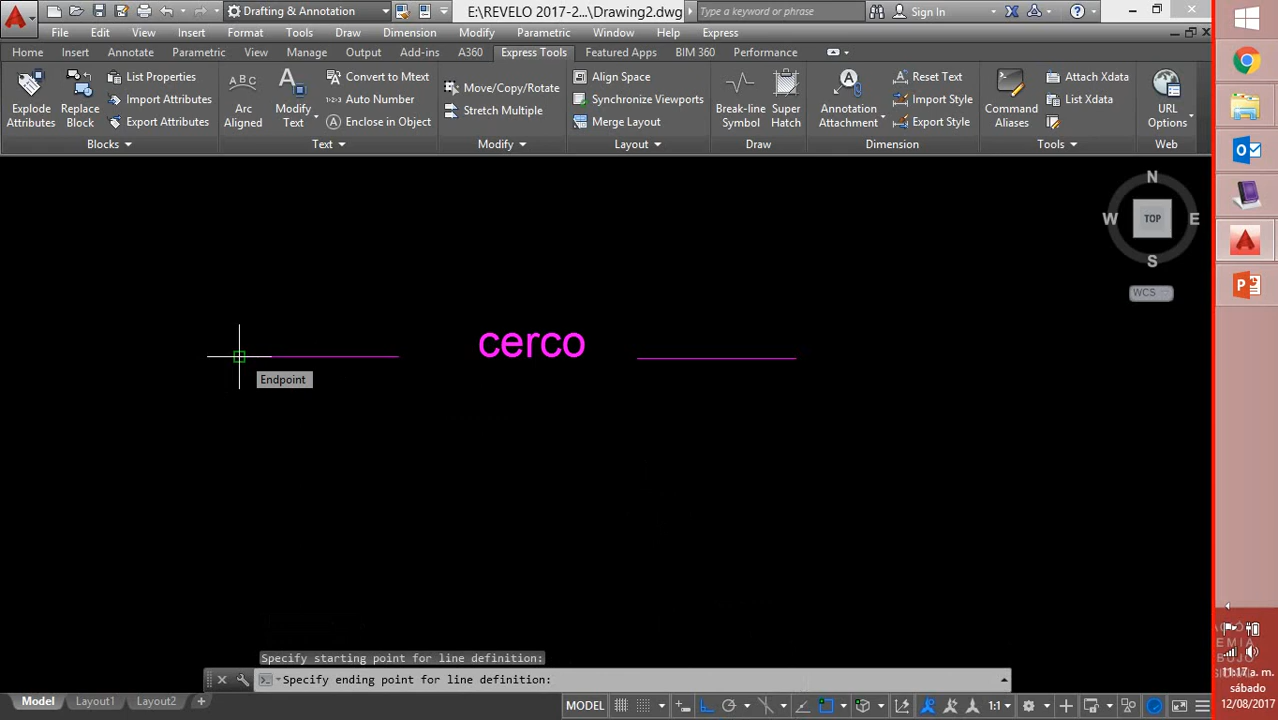 Drafting & Annotation
E:\REVELO 2017-2...\Drawing2.dwg
Type a keyword or phrase
Sign In
File Edit View Insert Format Tools Draw Dimension Modify Parametric Window Help Express
Home Insert Annotate Parametric View Manage Output Add-ins A360 Express Tools Featured Apps BIM 360 Performance
Explode Attributes
Replace Block
List Properties
Import Attributes
Export Attributes
ABC
Arc Aligned
Modify Text
Convert to Mtext
Auto Number
Enclose in Object
Move/Copy/Rotate
Stretch Multiple
Align Space
Synchronize Viewports
Merge Layout
Break-line Symbol
Super Hatch
Annotation Attachment
Reset Text
Import Style
Export Style
Command Aliases
Attach Xdata
List Xdata
URL Options
Blocks Text Modify Layout Draw Dimension Tools Web
N
W TOP E
S
WCS
cerco
Endpoint
Specify starting point for line definition:
Specify ending point for line definition:
Model Layout1 Layout2 +
MODEL
1:1
EMIA
BUJO
11:17 a. m.
sábado
12/08/2017